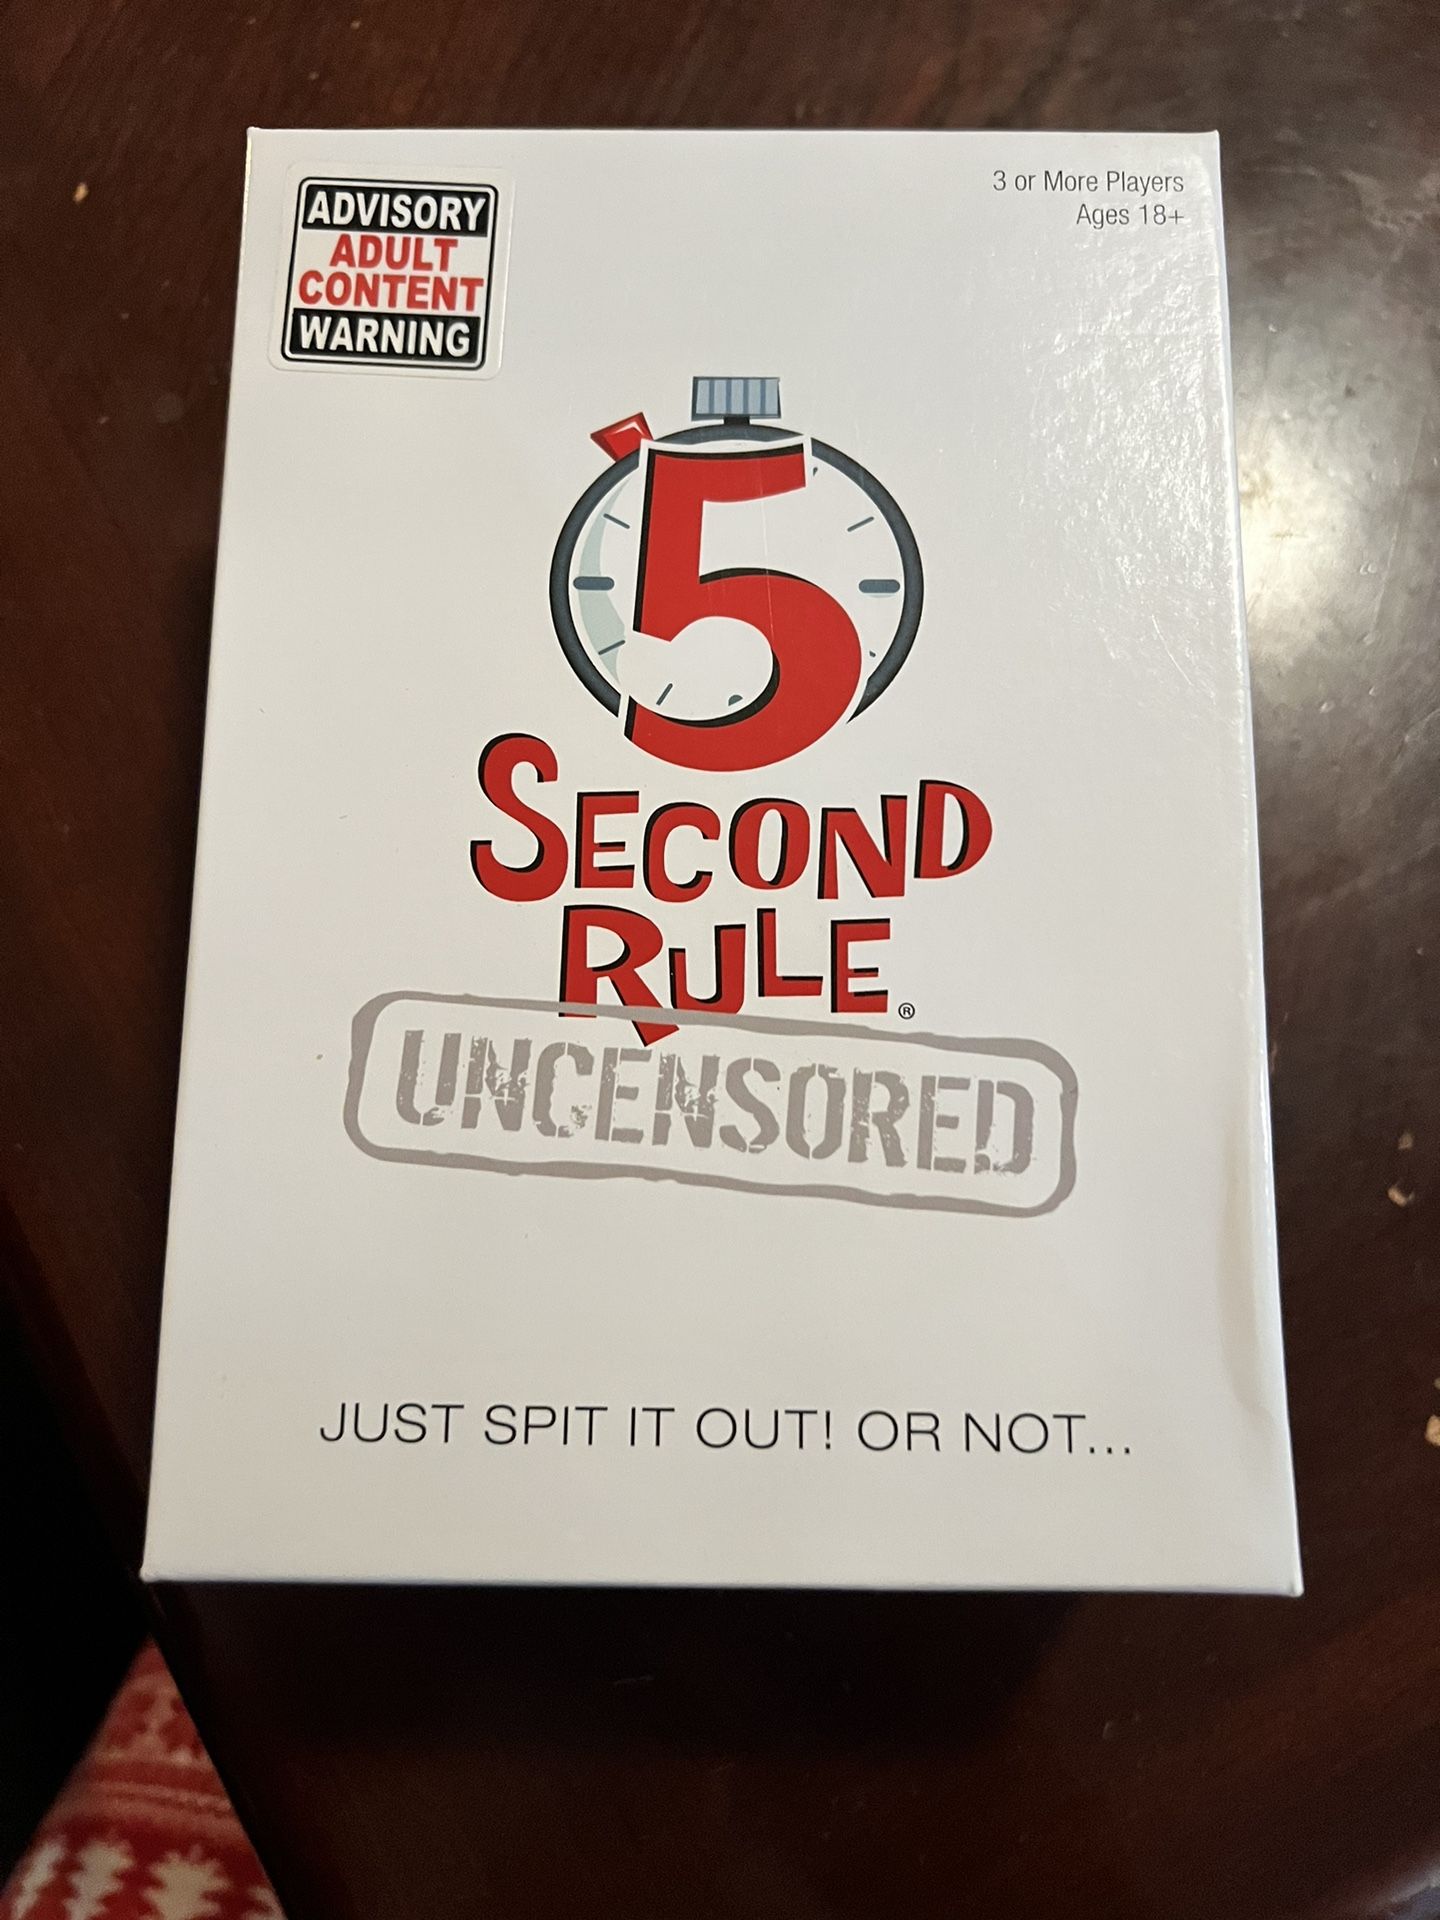 ADVISORY
ADULT
CONTENT
WARNING
3 or More Players
Ages 18+
5
SECOND
RULE®
UNCENSORED
JUST SPIT IT OUT! OR NOT...